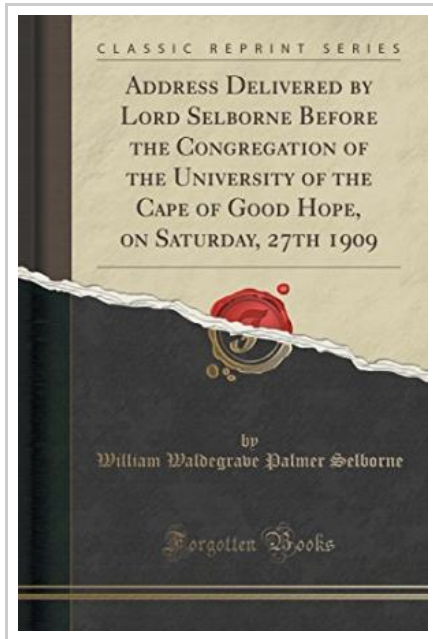 CLASSIC REPRINT SERIES
ADDRESS DELIVERED BY
LORD SELBORNE BEFORE
THE CONGREGATION OF
THE UNIVERSITY OF THE
CAPE OF GOOD HOPE,
ON SATURDAY, 27TH 1909
F
by
William Waldegrave Palmer Selborne
Forgotten Books